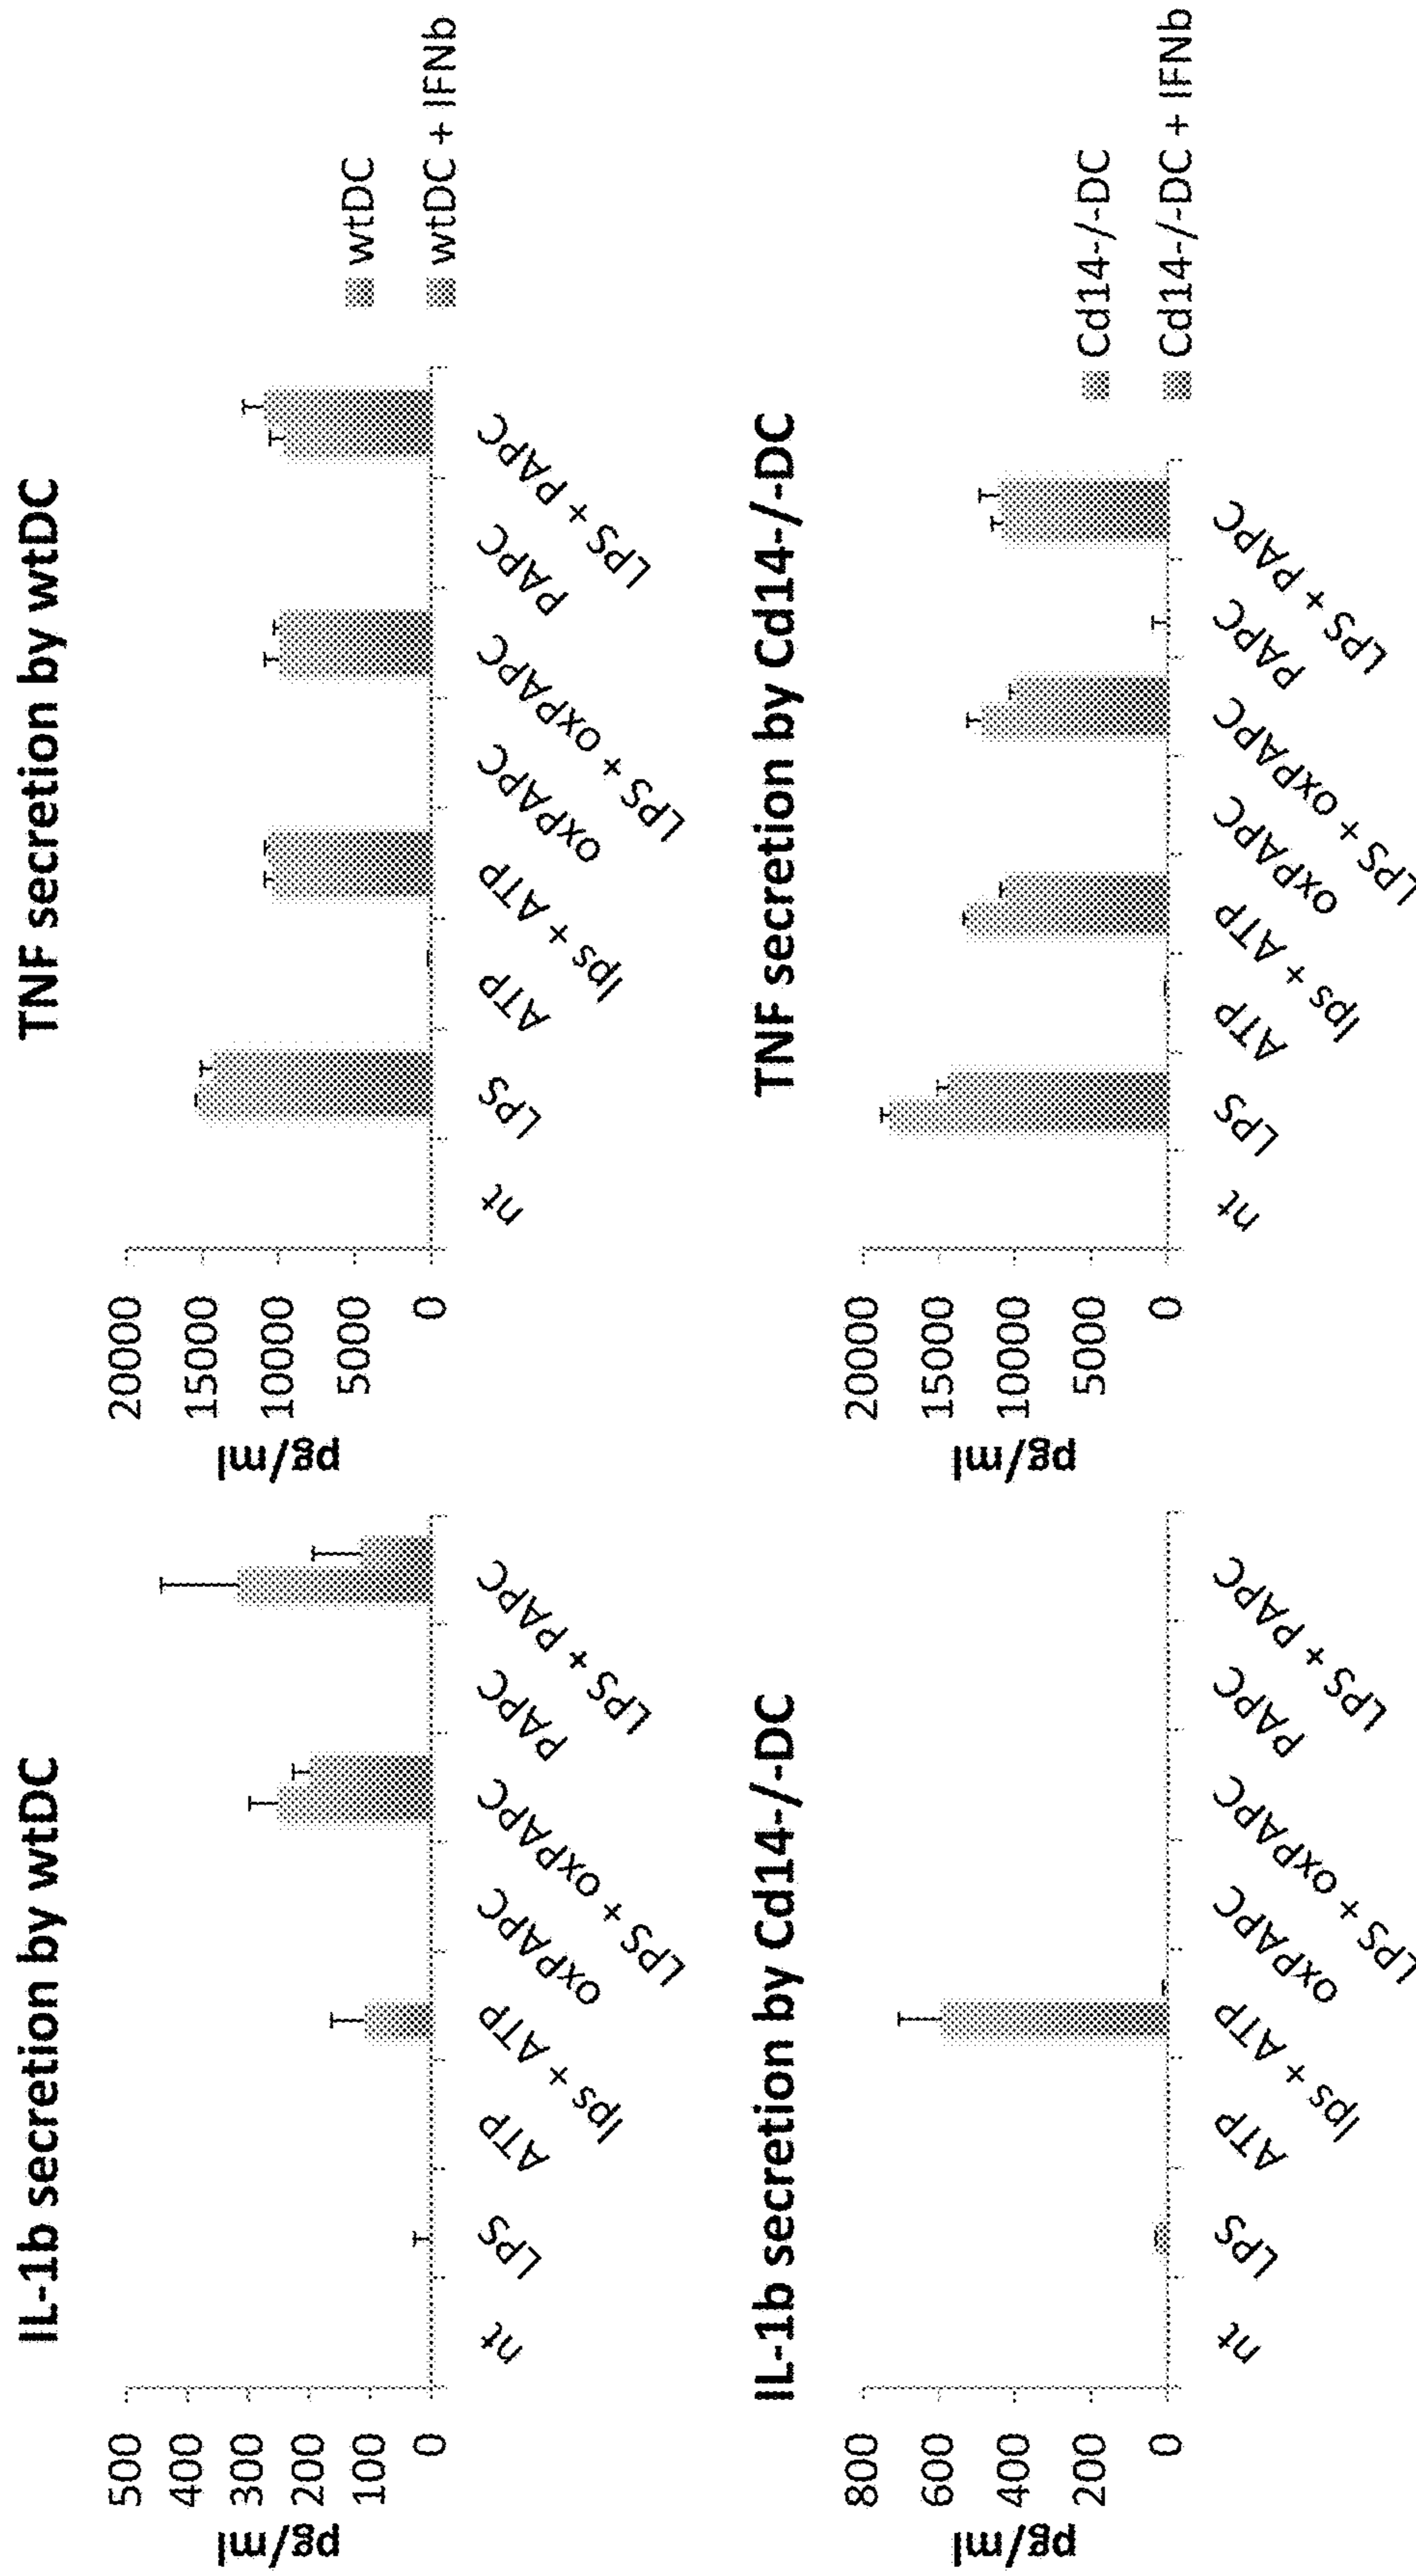 IL-1b secretion by wtDC
pg/ml
500
400
300
200
100
0
nt
LPS
ATP
lps + ATP
oxPAPC
LPS + oxPAPC
PAPC
LPS + PAPC
TNF secretion by wtDC
pg/ml
20000
15000
10000
5000
0
nt
LPS
ATP
lps + ATP
oxPAPC
LPS + oxPAPC
PAPC
LPS + PAPC
wtDC
wtDC + IFNb
IL-1b secretion by Cd14-/-DC
pg/ml
800
600
400
200
0
nt
LPS
ATP
lps + ATP
oxPAPC
LPS + oxPAPC
PAPC
LPS + PAPC
TNF secretion by Cd14-/-DC
pg/ml
20000
15000
10000
5000
0
nt
LPS
ATP
lps + ATP
oxPAPC
LPS + oxPAPC
PAPC
LPS + PAPC
Cd14-/-DC
Cd14-/-DC + IFNb